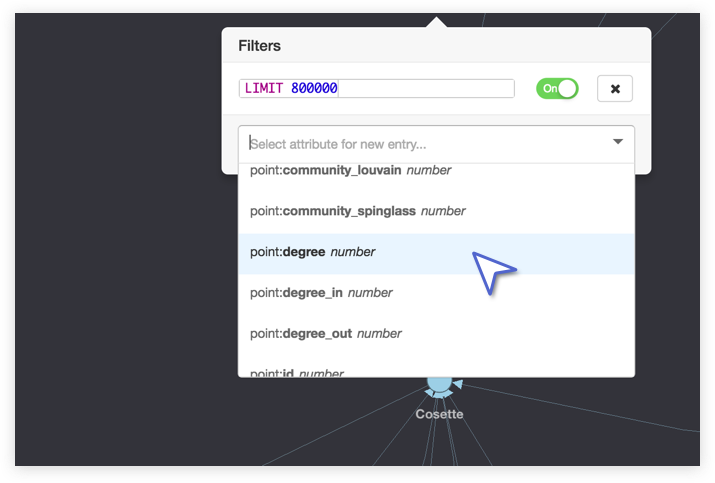 Filters
LIMIT 800000
On
Select attribute for new entry...
point:community_louvain number
point:community_spinglass number
point:degree number
point:degree_in number
point:degree_out number
point:id number
Cosette